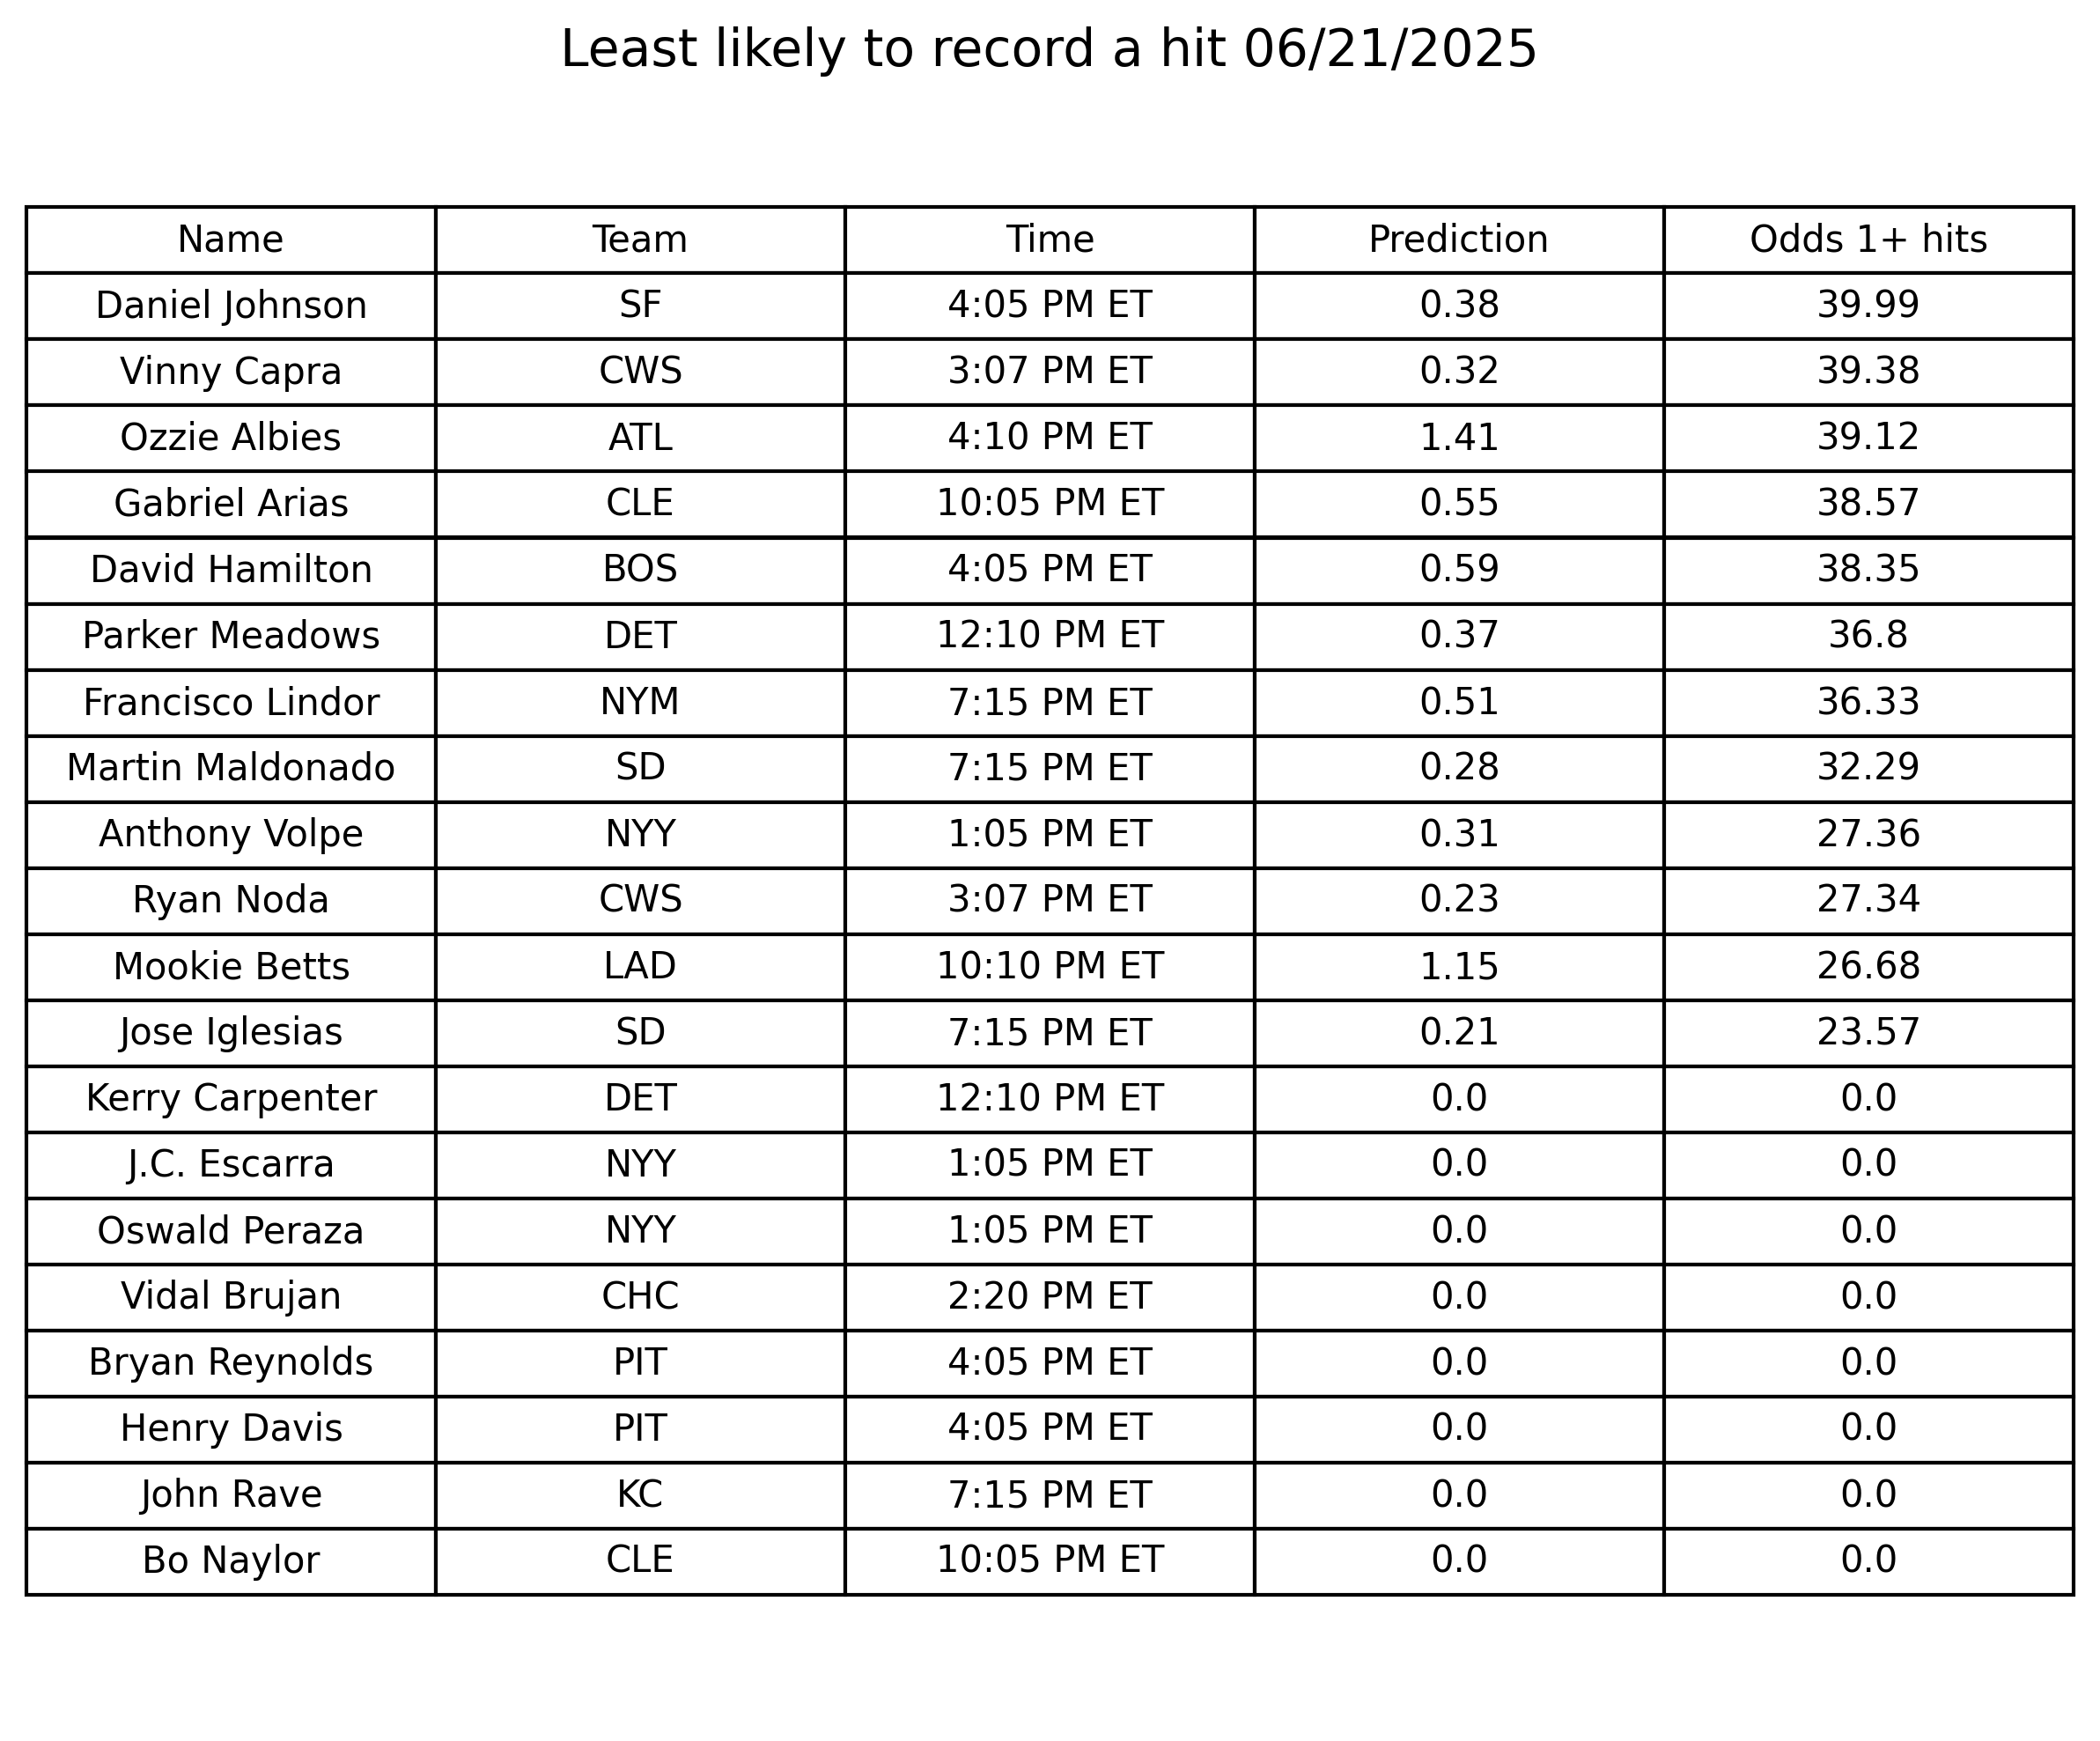 Least likely to record a hit 06/21/2025
Name Team Time Prediction Odds 1+ hits
Daniel Johnson SF 4:05 PM ET 0.38 39.99
Vinny Capra CWS 3:07 PM ET 0.32 39.38
Ozzie Albies ATL 4:10 PM ET 1.41 39.12
Gabriel Arias CLE 10:05 PM ET 0.55 38.57
David Hamilton BOS 4:05 PM ET 0.59 38.35
Parker Meadows DET 12:10 PM ET 0.37 36.8
Francisco Lindor NYM 7:15 PM ET 0.51 36.33
Martin Maldonado SD 7:15 PM ET 0.28 32.29
Anthony Volpe NYY 1:05 PM ET 0.31 27.36
Ryan Noda CWS 3:07 PM ET 0.23 27.34
Mookie Betts LAD 10:10 PM ET 1.15 26.68
Jose Iglesias SD 7:15 PM ET 0.21 23.57
Kerry Carpenter DET 12:10 PM ET 0.0 0.0
J.C. Escarra NYY 1:05 PM ET 0.0 0.0
Oswald Peraza NYY 1:05 PM ET 0.0 0.0
Vidal Brujan CHC 2:20 PM ET 0.0 0.0
Bryan Reynolds PIT 4:05 PM ET 0.0 0.0
Henry Davis PIT 4:05 PM ET 0.0 0.0
John Rave KC 7:15 PM ET 0.0 0.0
Bo Naylor CLE 10:05 PM ET 0.0 0.0